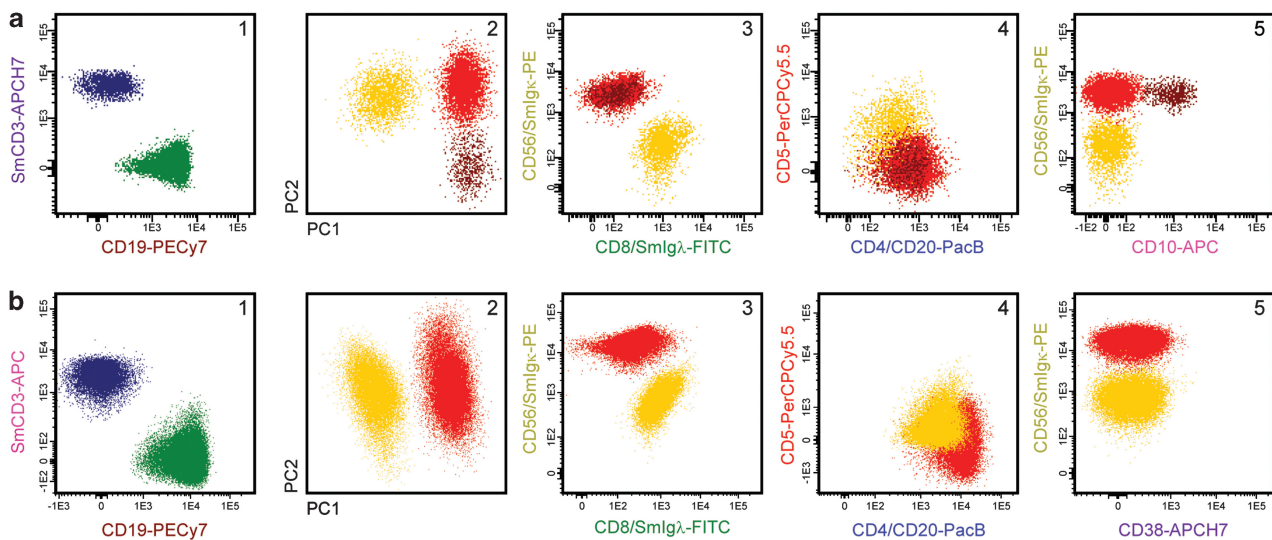 a
1
SmCD3-APCH7
1E5
1E4
1E3
0
0 1E3 1E4 1E5
CD19-PECy7
2
PC2
PC1
3
CD56/SmIgκ-PE
1E5
1E4
1E3
1E2
0
0 1E2 1E3 1E4 1E5
CD8/SmIgλ-FITC
4
CD5-PerCPCy5.5
1E5
1E4
1E3
0
0 1E2 1E3 1E4 1E5
CD4/CD20-PacB
5
CD56/SmIgκ-PE
1E5
1E4
1E3
1E2
0
-1E2 0 1E2 1E3 1E4 1E5
CD10-APC
b
1
SmCD3-APC
1E5
1E4
1E3
1E2
0
-1E2
-1E3 0 1E3 1E4 1E5
CD19-PECy7
2
PC2
PC1
3
CD56/SmIgκ-PE
1E5
1E4
1E3
1E2
0
0 1E2 1E3 1E4 1E5
CD8/SmIgλ-FITC
4
CD5-PerCPCy5.5
1E5
1E4
1E3
0
-1E3
0 1E2 1E3 1E4 1E5
CD4/CD20-PacB
5
CD56/SmIgκ-PE
1E5
1E4
1E3
1E2
0
0 1E3 1E4 1E5
CD38-APCH7